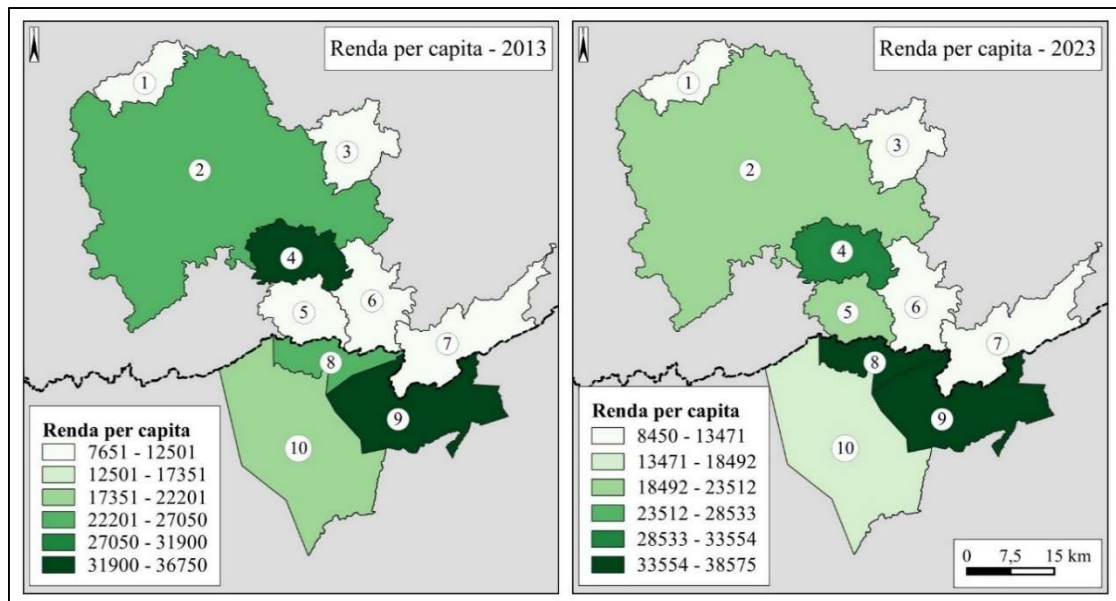 Renda per capita - 2013
1
2
3
4
5
6
7
8
9
10
Renda per capita
7651 - 12501
12501 - 17351
17351 - 22201
22201 - 27050
27050 - 31900
31900 - 36750
Renda per capita - 2023
1
2
3
4
5
6
7
8
9
10
Renda per capita
8450 - 13471
13471 - 18492
18492 - 23512
23512 - 28533
28533 - 33554
33554 - 38575
0 7,5 15 km